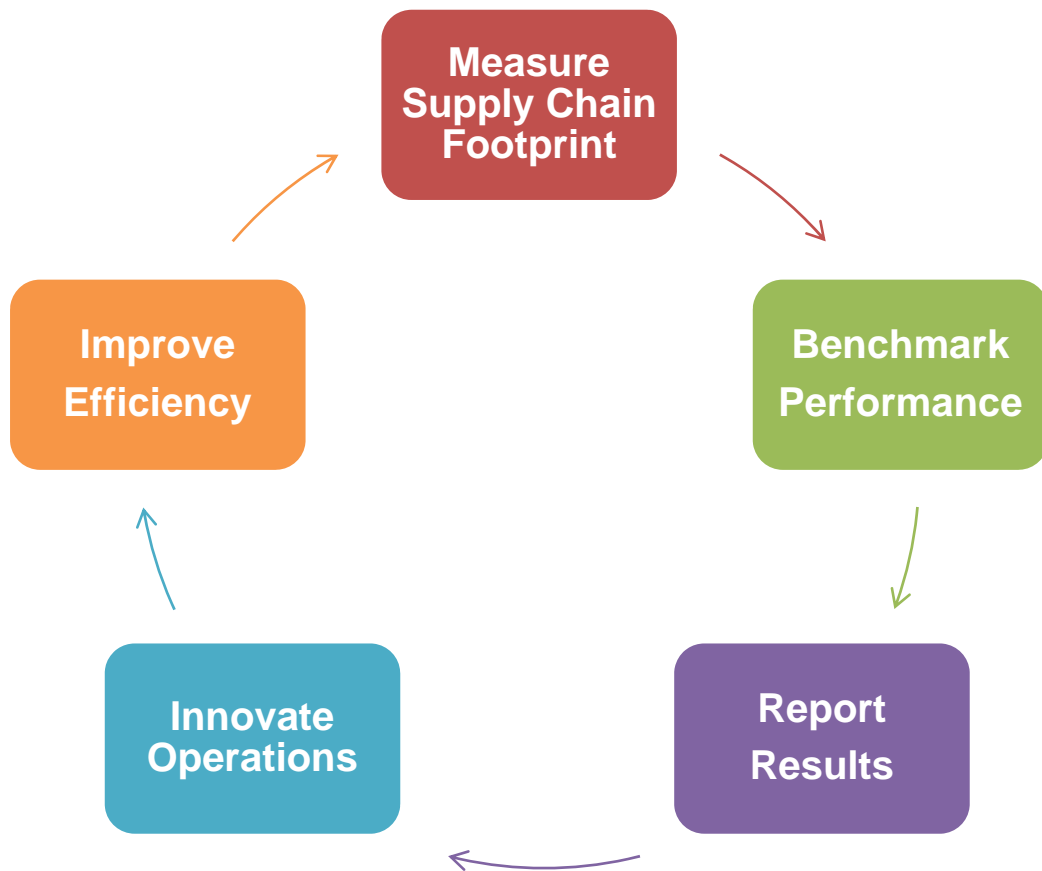 Measure
Supply Chain
Footprint
Benchmark
Performance
Report
Results
Innovate
Operations
Improve
Efficiency